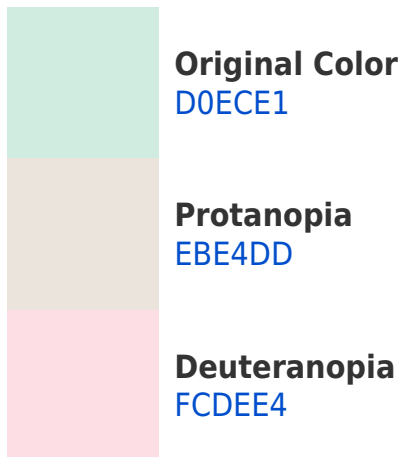 Original Color
D0ECE1
Protanopia
EBE4DD
Deuteranopia
FCDEE4